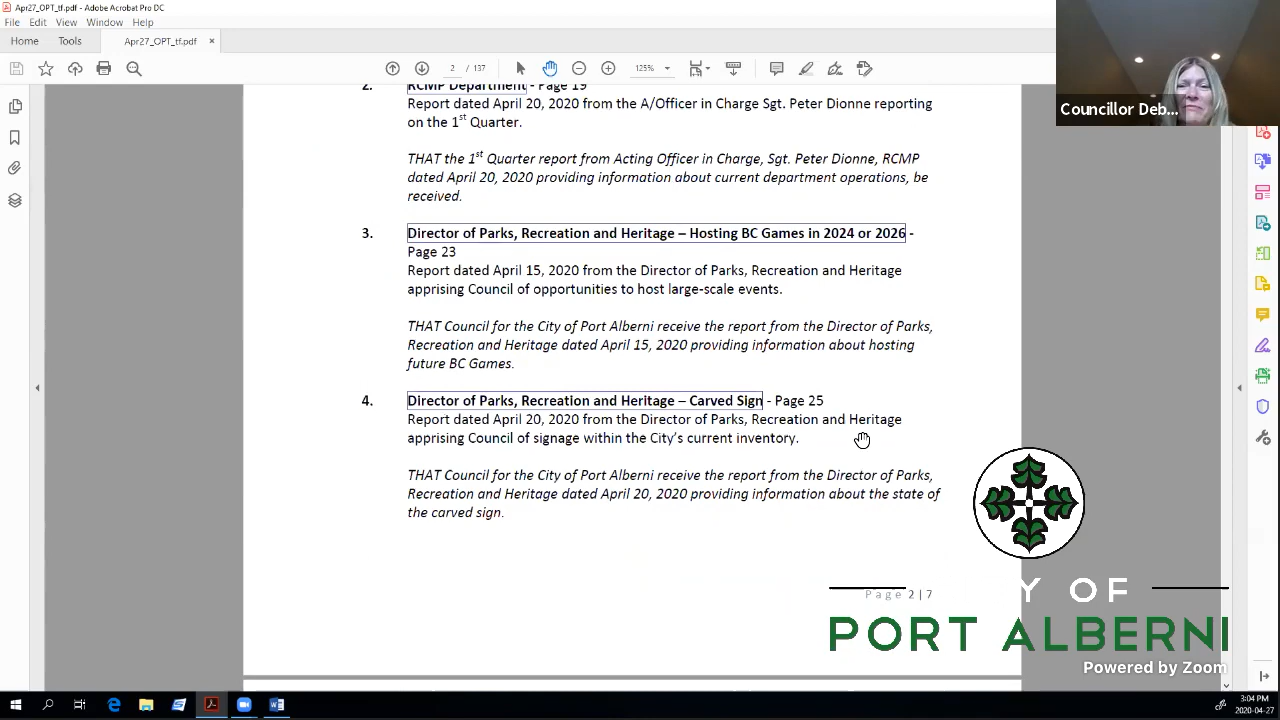 Apr27_OPT_tf.pdf - Adobe Acrobat Pro DC
File Edit View Window Help
Home Tools Apr27_OPT_tf.pdf ×
2 / 137 125%
Councillor Deb...
2. RCMP Department - Page 19
Report dated April 20, 2020 from the A/Officer in Charge Sgt. Peter Dionne reporting
on the 1st Quarter.
THAT the 1st Quarter report from Acting Officer in Charge, Sgt. Peter Dionne, RCMP
dated April 20, 2020 providing information about current department operations, be
received.
3. Director of Parks, Recreation and Heritage – Hosting BC Games in 2024 or 2026 -
Page 23
Report dated April 15, 2020 from the Director of Parks, Recreation and Heritage
apprising Council of opportunities to host large-scale events.
THAT Council for the City of Port Alberni receive the report from the Director of Parks,
Recreation and Heritage dated April 15, 2020 providing information about hosting
future BC Games.
4. Director of Parks, Recreation and Heritage – Carved Sign - Page 25
Report dated April 20, 2020 from the Director of Parks, Recreation and Heritage
apprising Council of signage within the City's current inventory.
THAT Council for the City of Port Alberni receive the report from the Director of Parks,
Recreation and Heritage dated April 20, 2020 providing information about the state of
the carved sign.
Page 2 | 7
Y OF
PORT ALBERNI
Powered by Zoom
3:04 PM
2020-04-27